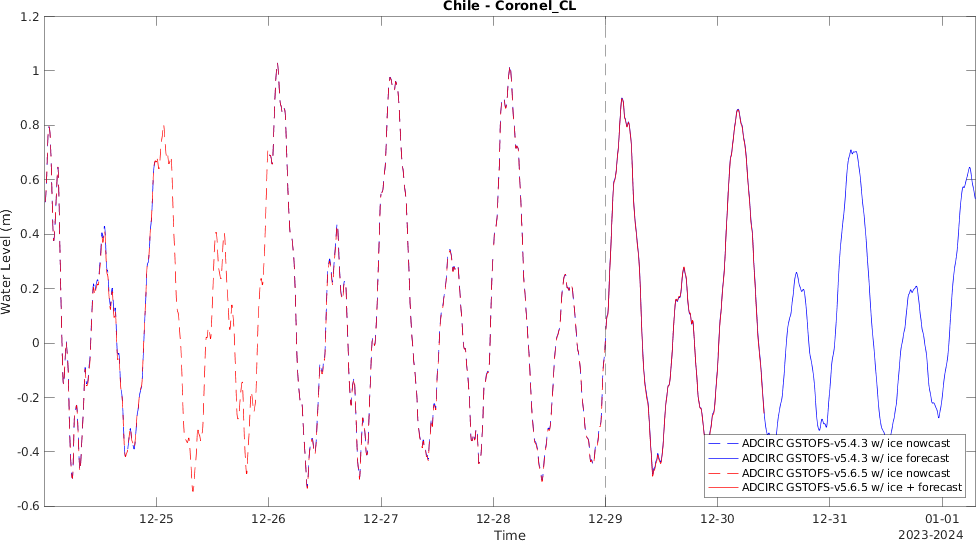 Chile - Coronel_CL
1.2
1
0.8
0.6
0.4
0.2
0
-0.2
-0.4
-0.6
Water Level (m)
12-25
12-26
12-27
12-28
12-29
12-30
12-31
01-01
Time
2023-2024
ADCIRC GSTOFS-v5.4.3 w/ ice nowcast
ADCIRC GSTOFS-v5.4.3 w/ ice forecast
ADCIRC GSTOFS-v5.6.5 w/ ice nowcast
ADCIRC GSTOFS-v5.6.5 w/ ice + forecast